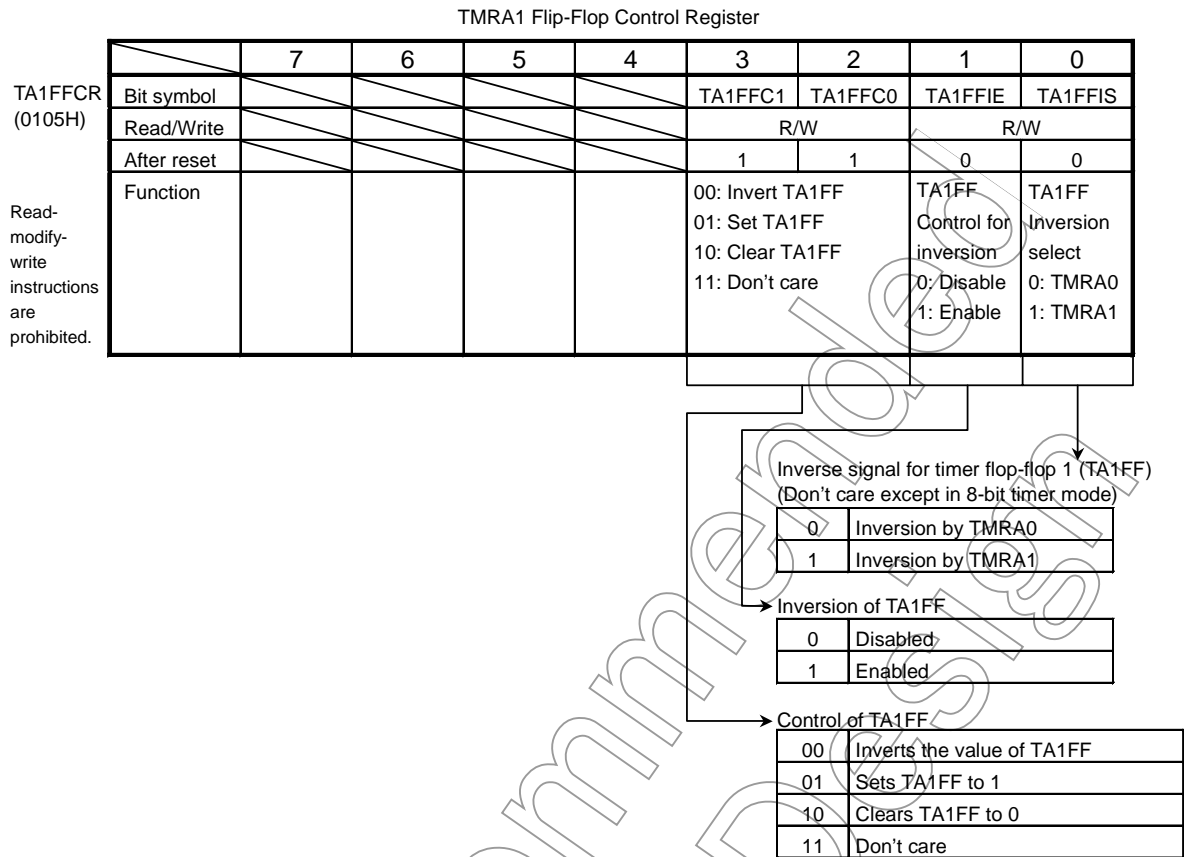 TMRA1 Flip-Flop Control Register
7 6 5 4 3 2 1 0
TA1FFCR
(0105H)
Bit symbol TA1FFC1 TA1FFC0 TA1FFIE TA1FFIS
Read/Write R/W R/W
After reset 1 1 0 0
Read-
modify-
write
instructions
are
prohibited.
Function
00: Invert TA1FF
01: Set TA1FF
10: Clear TA1FF
11: Don't care
TA1FF
Control for
inversion
0: Disable
1: Enable
TA1FF
Inversion
select
0: TMRA0
1: TMRA1
Inverse signal for timer flop-flop 1 (TA1FF)
(Don't care except in 8-bit timer mode)
0 Inversion by TMRA0
1 Inversion by TMRA1
Inversion of TA1FF
0 Disabled
1 Enabled
Control of TA1FF
00 Inverts the value of TA1FF
01 Sets TA1FF to 1
10 Clears TA1FF to 0
11 Don't care